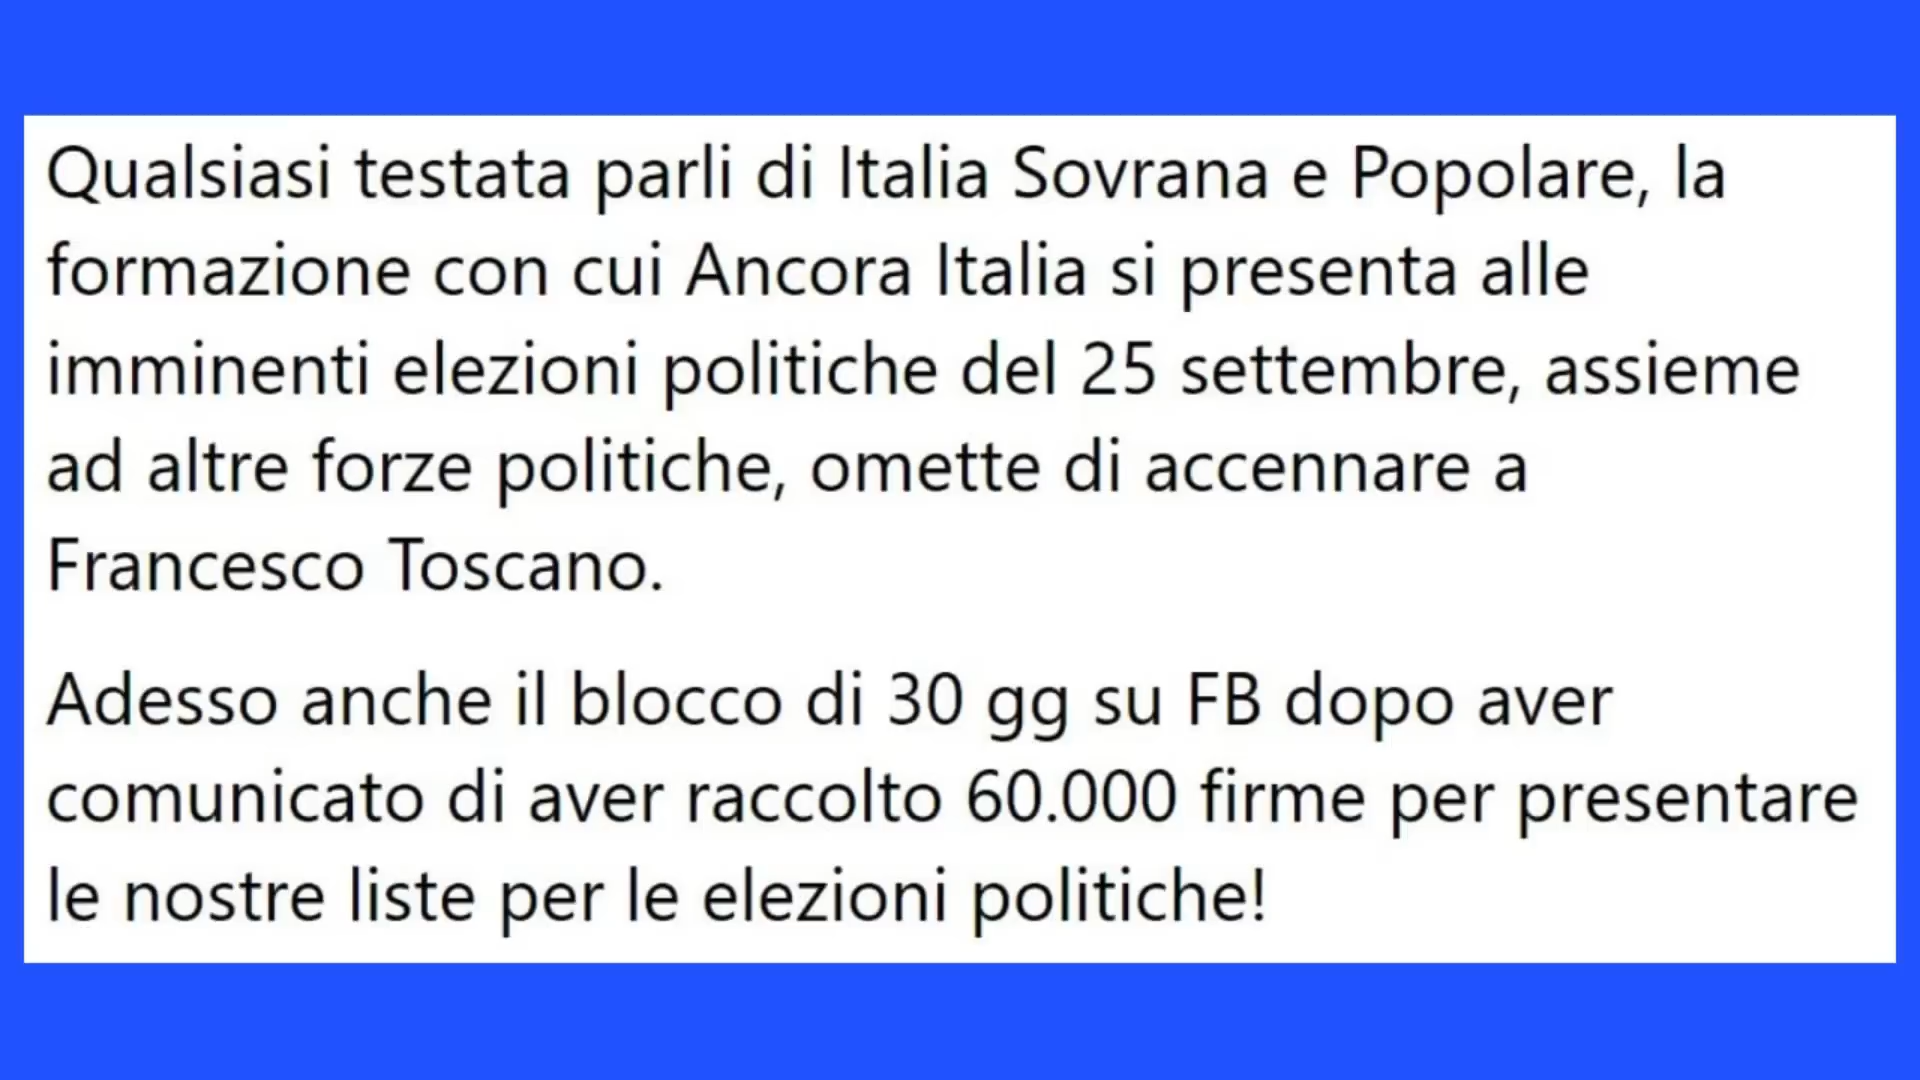 Qualsiasi testata parli di Italia Sovrana e Popolare, la
formazione con cui Ancora Italia si presenta alle
imminenti elezioni politiche del 25 settembre, assieme
ad altre forze politiche, omette di accennare a
Francesco Toscano.
Adesso anche il blocco di 30 gg su FB dopo aver
comunicato di aver raccolto 60.000 firme per presentare
le nostre liste per le elezioni politiche!